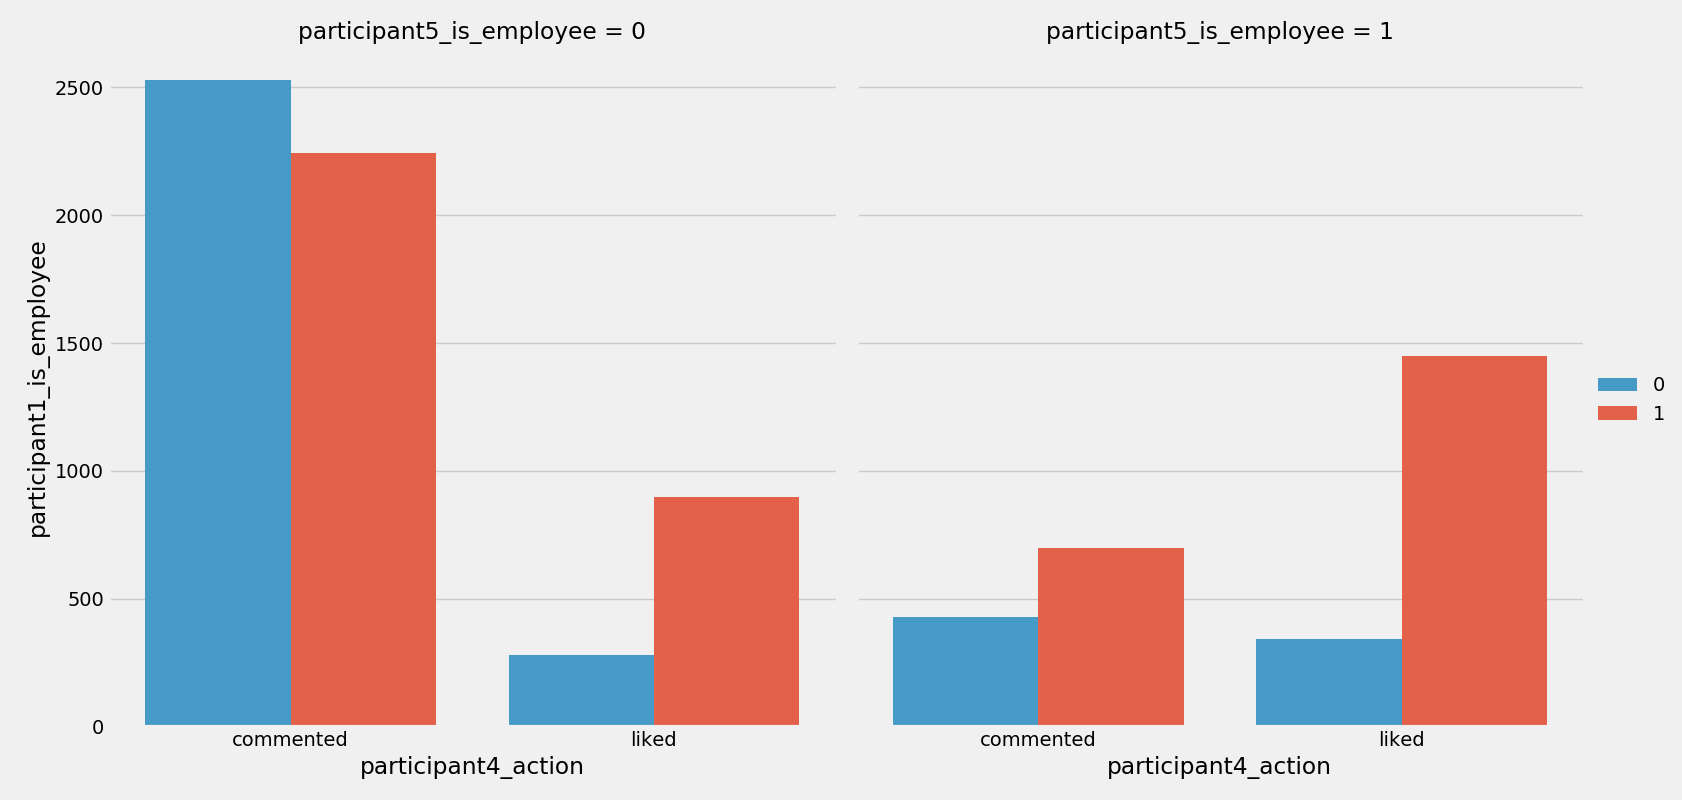 participant5_is_employee = 0
participant5_is_employee = 1
participant1_is_employee
2500
2000
1500
1000
500
0
commented
liked
commented
liked
participant4_action
participant4_action
0
1